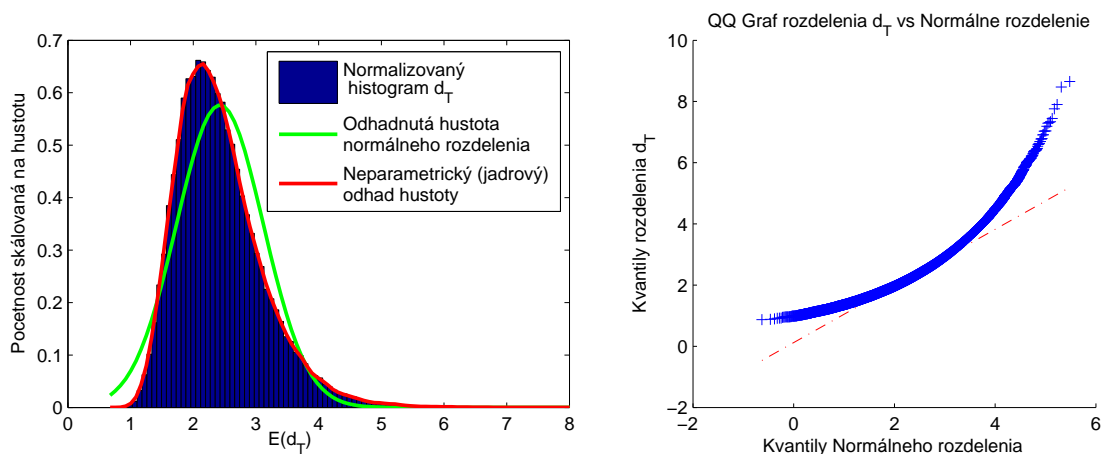 0.7
0.6
0.5
0.4
0.3
0.2
0.1
0
Pocetnost skálovaná na hustotu
0 1 2 3 4 5 6 7 8
E(d_T)
Normalizovaný
histogram d_T
Odhadnutá hustota
normálneho rozdelenia
Neparametrický (jadrový)
odhad hustoty
QQ Graf rozdelenia d_T vs Normálne rozdelenie
10
8
6
4
2
0
−2
Kvantily rozdelenia d_T
−2 0 2 4 6
Kvantily Normálneho rozdelenia